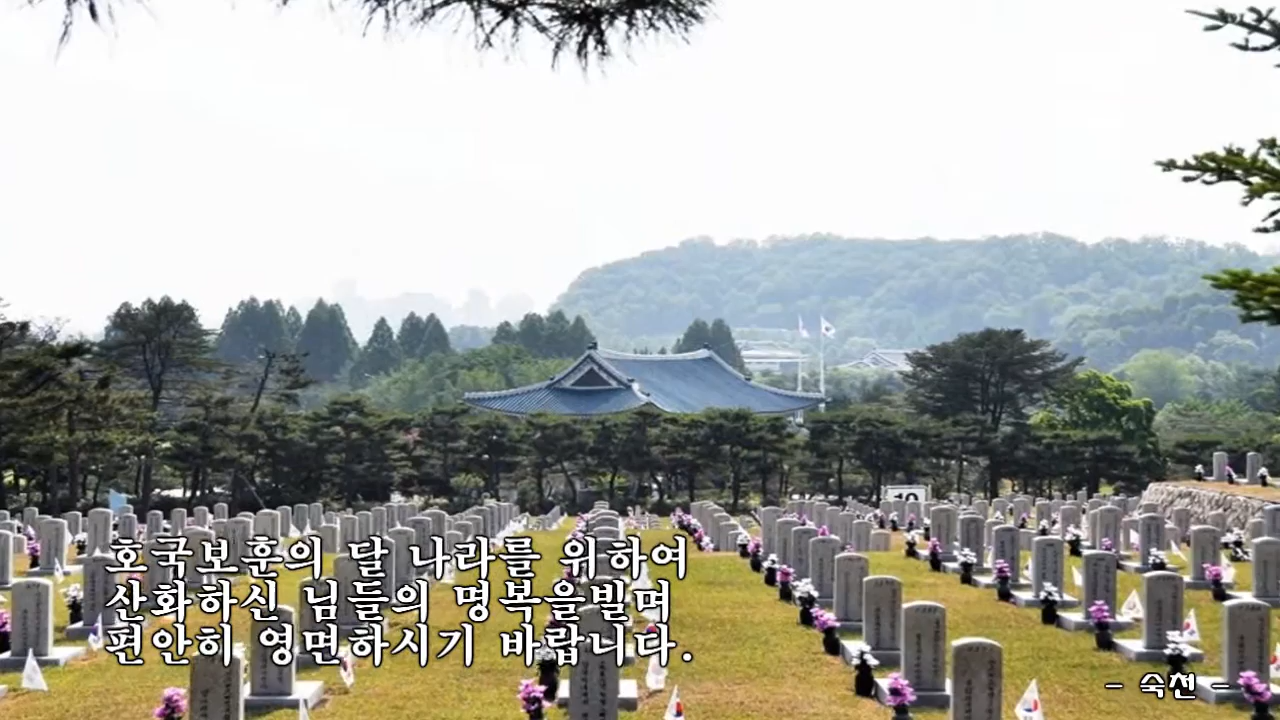 호국보훈의 달 나라를 위하여
산화하신 님들의 명복을빌며
편안히 영면하시기 바랍니다.
- 숙천 -